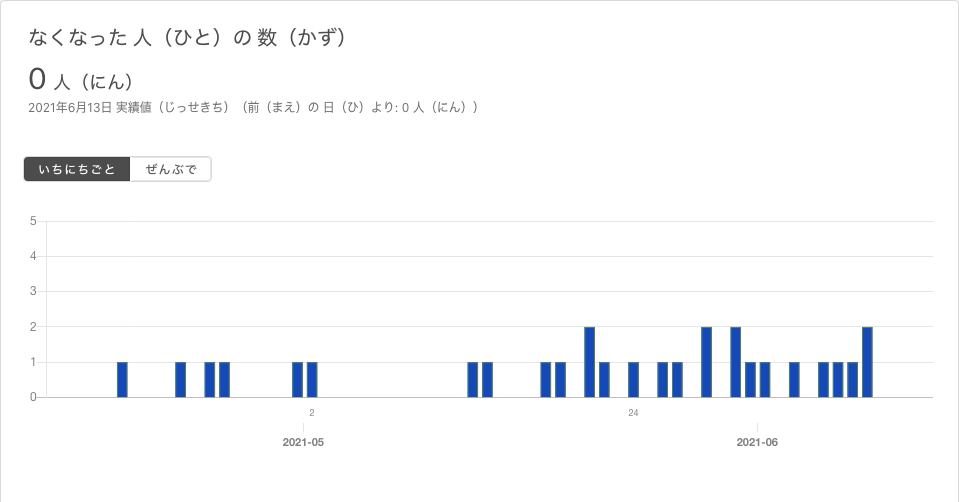 なくなった 人（ひと）の 数（かず）
0 人（にん）
2021年6月13日 実績値（じっせきち）（前（まえ）の 日（ひ）より: 0 人（にん））
いちにちごと ぜんぶで
5
4
3
2
1
0
2 24
2021-05 2021-06